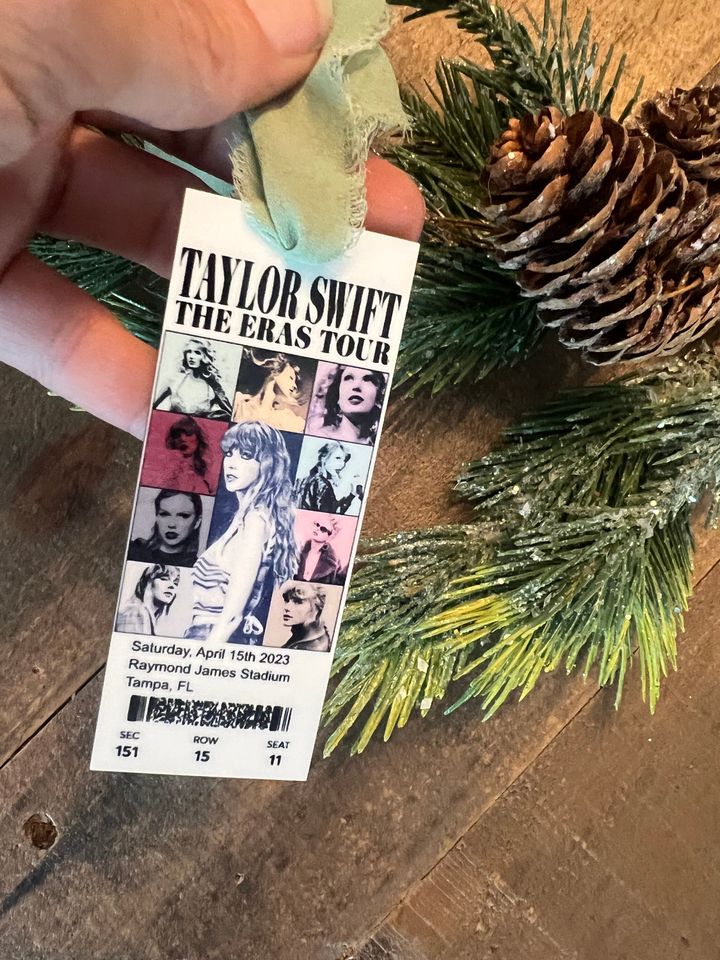 TAYLOR SWIFT
THE ERAS TOUR
Saturday, April 15th 2023
Raymond James Stadium
Tampa, FL
SEC ROW SEAT
151 15 11